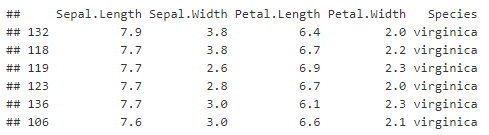 ##     Sepal.Length Sepal.Width Petal.Length Petal.Width   Species
## 132          7.9         3.8          6.4         2.0 virginica
## 118          7.7         3.8          6.7         2.2 virginica
## 119          7.7         2.6          6.9         2.3 virginica
## 123          7.7         2.8          6.7         2.0 virginica
## 136          7.7         3.0          6.1         2.3 virginica
## 106          7.6         3.0          6.6         2.1 virginica